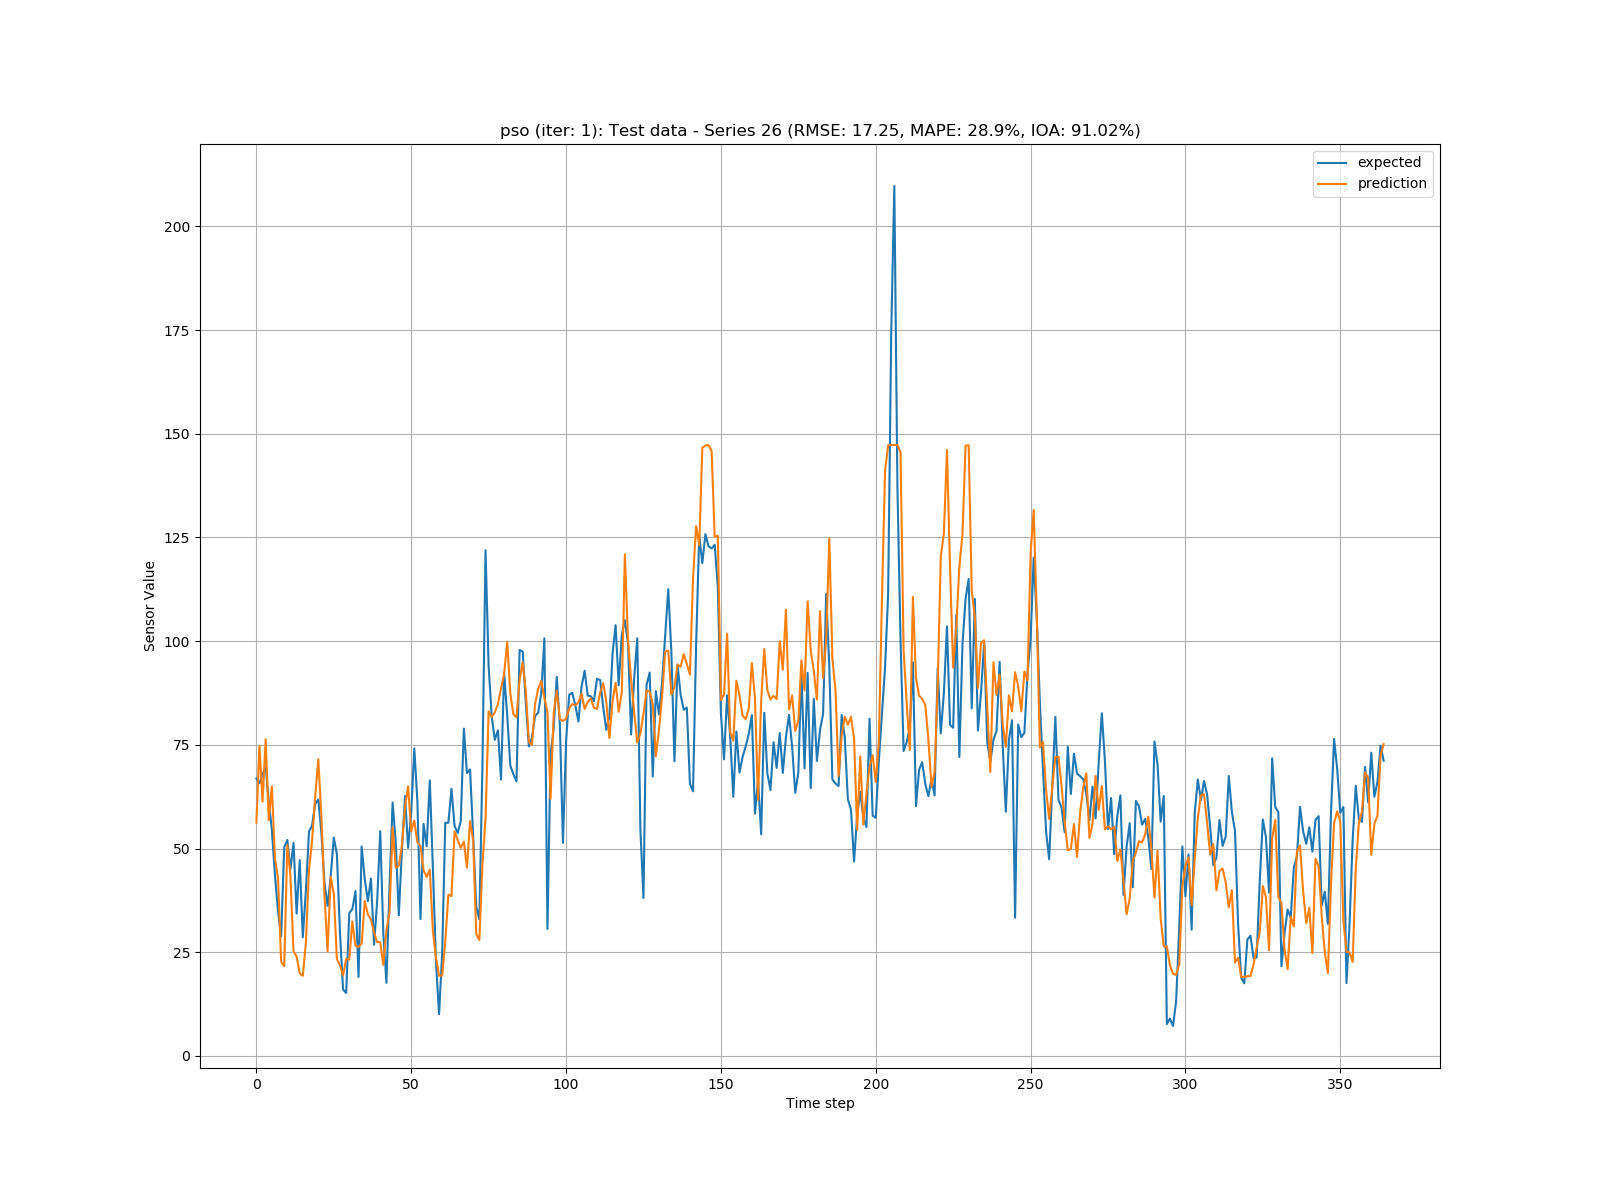 pso (iter: 1): Test data - Series 26 (RMSE: 17.25, MAPE: 28.9%, IOA: 91.02%)
expected
prediction
200
175
150
125
100
75
50
25
0
Sensor Value
0 50 100 150 200 250 300 350
Time step